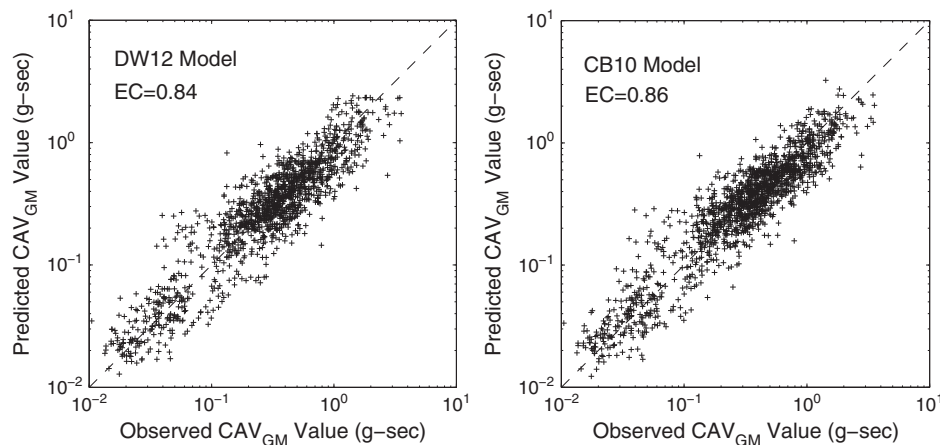 DW12 Model
EC=0.84
Predicted CAV_GM Value (g−sec)
10^1
10^0
10^−1
10^−2
10^−2 10^−1 10^0 10^1
Observed CAV_GM Value (g−sec)
CB10 Model
EC=0.86
Predicted CAV_GM Value (g−sec)
10^1
10^0
10^−1
10^−2
10^−2 10^−1 10^0 10^1
Observed CAV_GM Value (g−sec)